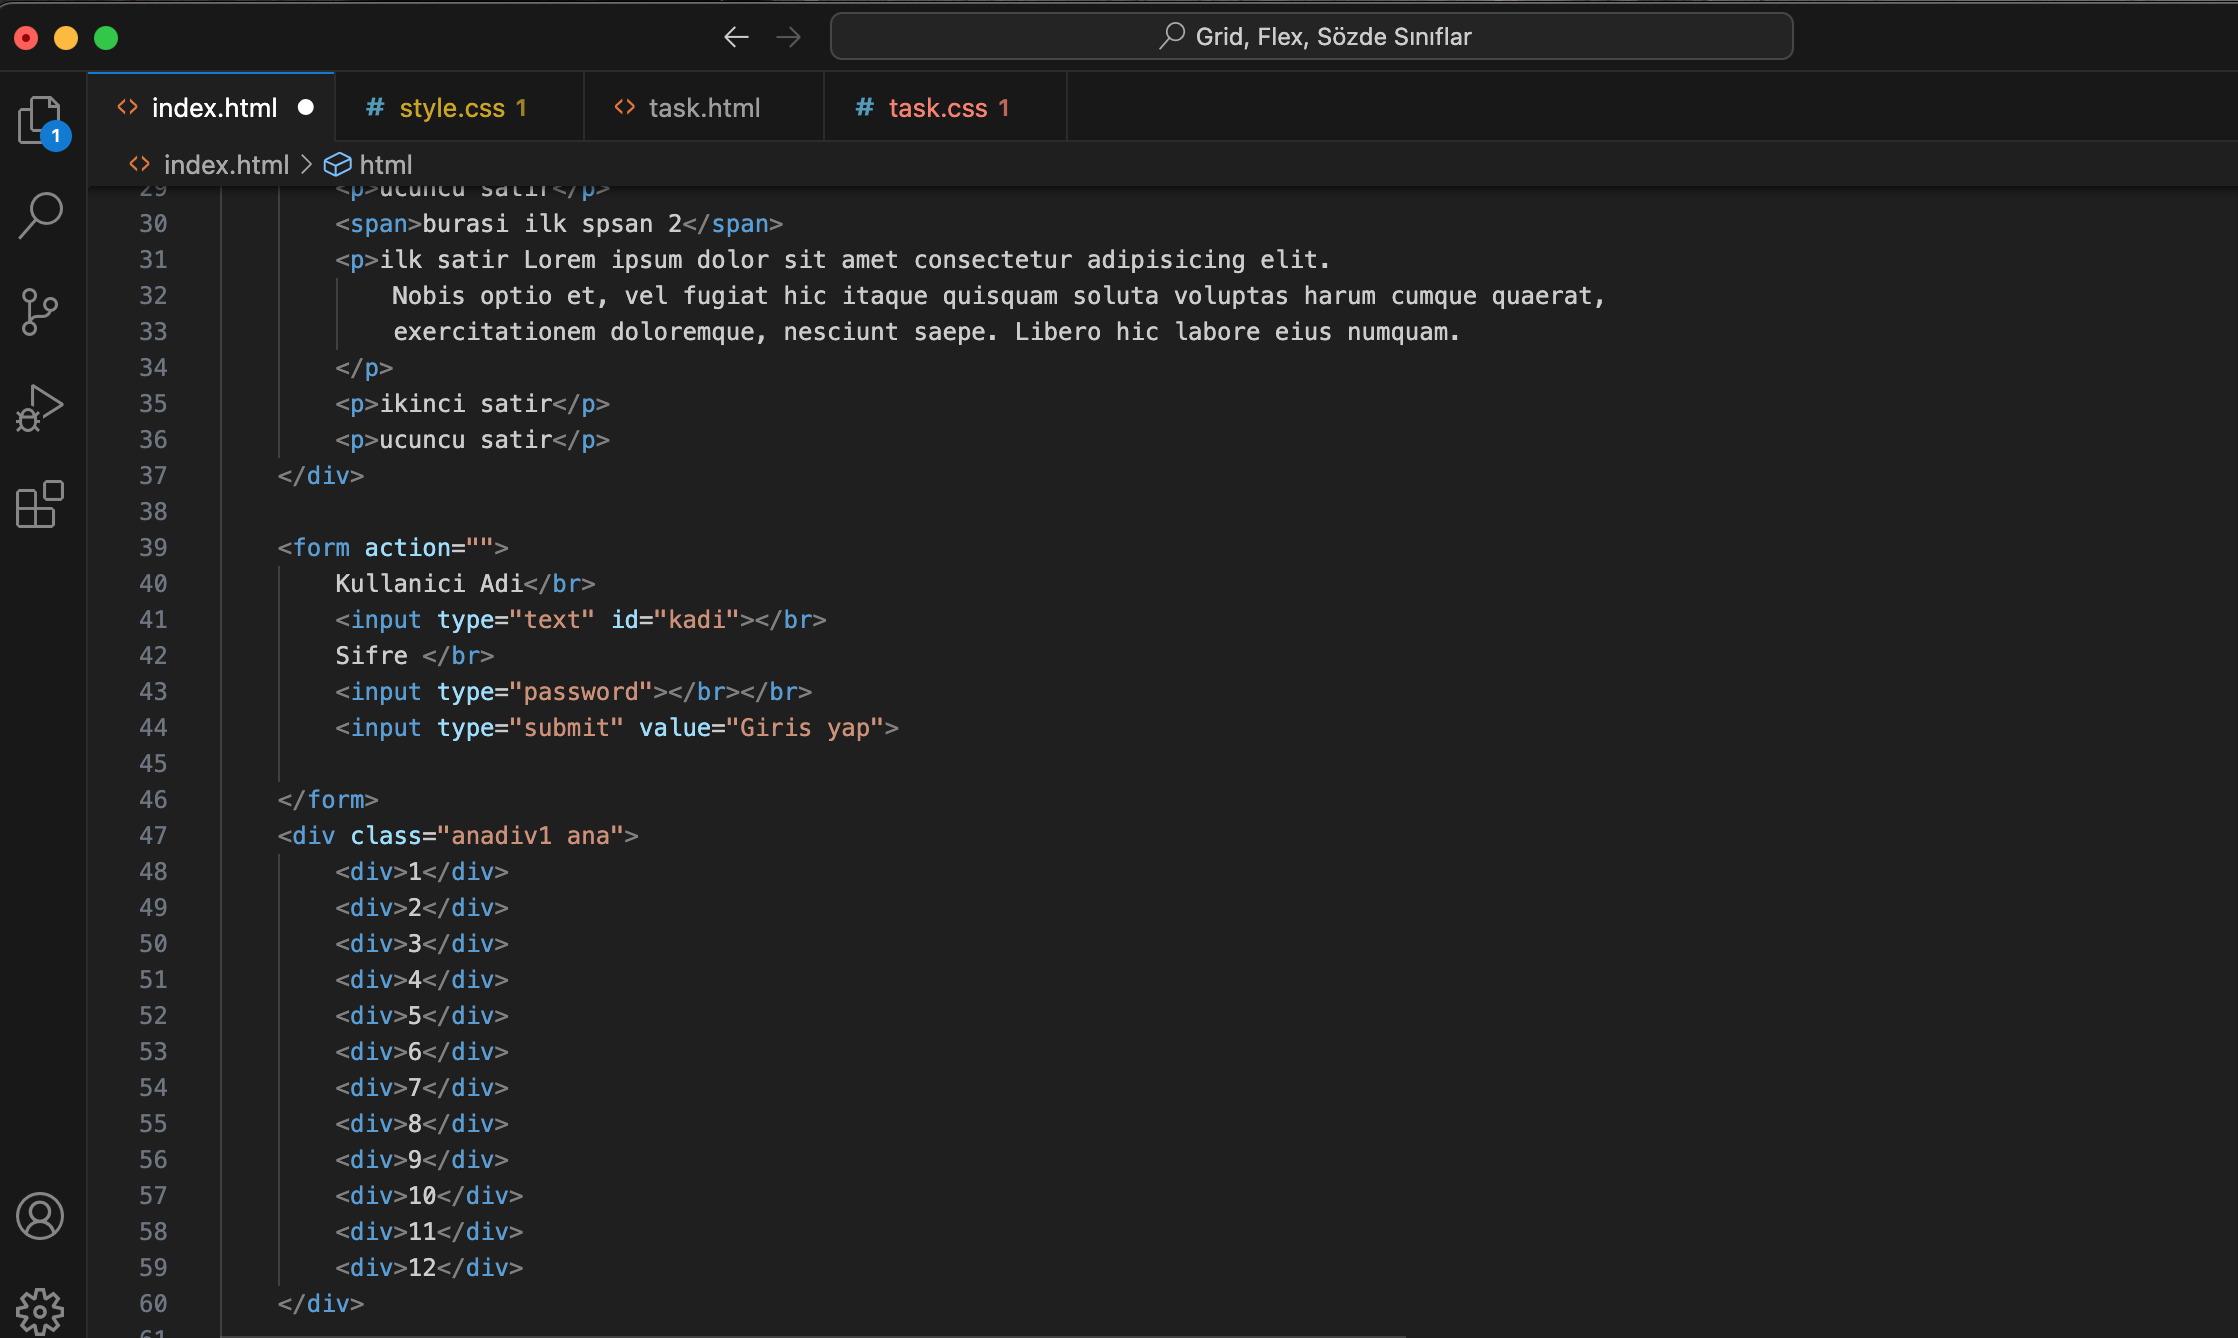 Grid, Flex, Sözde Sınıflar
<> index.html ● # style.css 1 <> task.html # task.css 1
1
<> index.html > html
29 <p>ucuncu satir</p>
30 <span>burasi ilk spsan 2</span>
31 <p>ilk satir Lorem ipsum dolor sit amet consectetur adipisicing elit.
32 Nobis optio et, vel fugiat hic itaque quisquam soluta voluptas harum cumque quaerat,
33 exercitationem doloremque, nesciunt saepe. Libero hic labore eius numquam.
34 </p>
35 <p>ikinci satir</p>
36 <p>ucuncu satir</p>
37 </div>
38
39 <form action="">
40 Kullanici Adi</br>
41 <input type="text" id="kadi"></br>
42 Sifre </br>
43 <input type="password"></br></br>
44 <input type="submit" value="Giris yap">
45
46 </form>
47 <div class="anadiv1 ana">
48 <div>1</div>
49 <div>2</div>
50 <div>3</div>
51 <div>4</div>
52 <div>5</div>
53 <div>6</div>
54 <div>7</div>
55 <div>8</div>
56 <div>9</div>
57 <div>10</div>
58 <div>11</div>
59 <div>12</div>
60 </div>
61